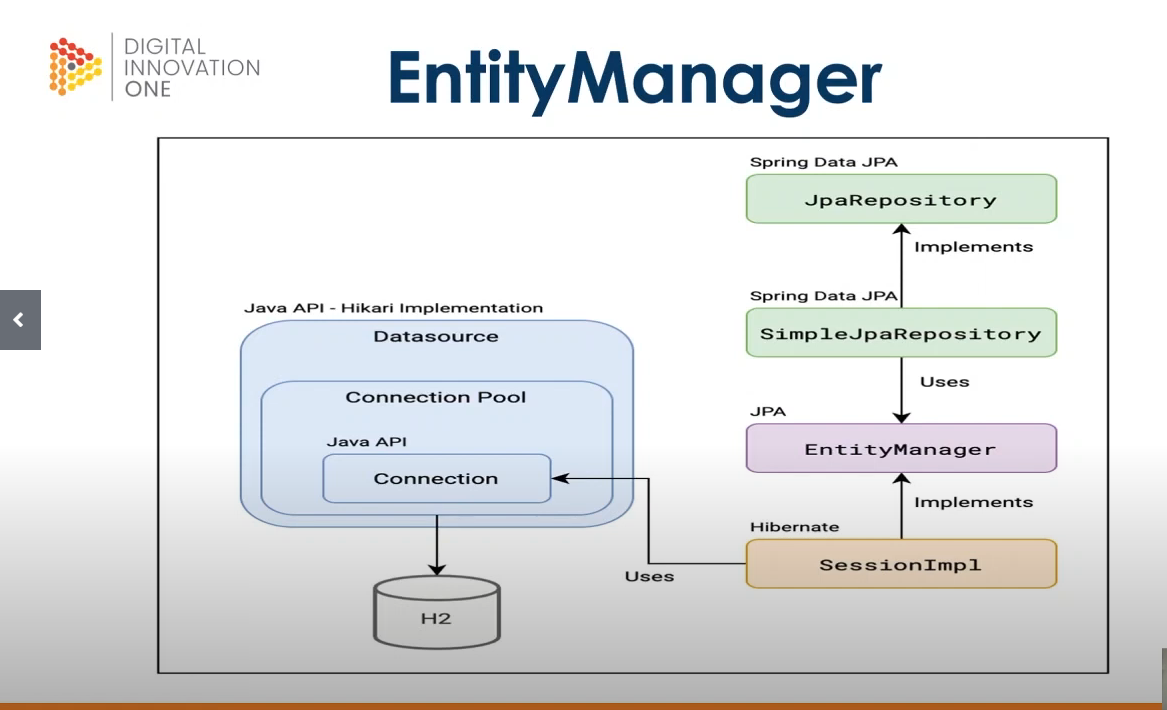 DIGITAL
INNOVATION
ONE
EntityManager
Spring Data JPA
JpaRepository
Implements
Spring Data JPA
SimpleJpaRepository
Uses
JPA
EntityManager
Implements
Hibernate
SessionImpl
Uses
Java API - Hikari Implementation
Datasource
Connection Pool
Java API
Connection
H2